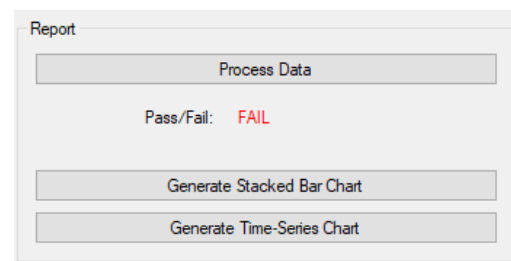 Report
Process Data
Pass/Fail: FAIL
Generate Stacked Bar Chart
Generate Time-Series Chart